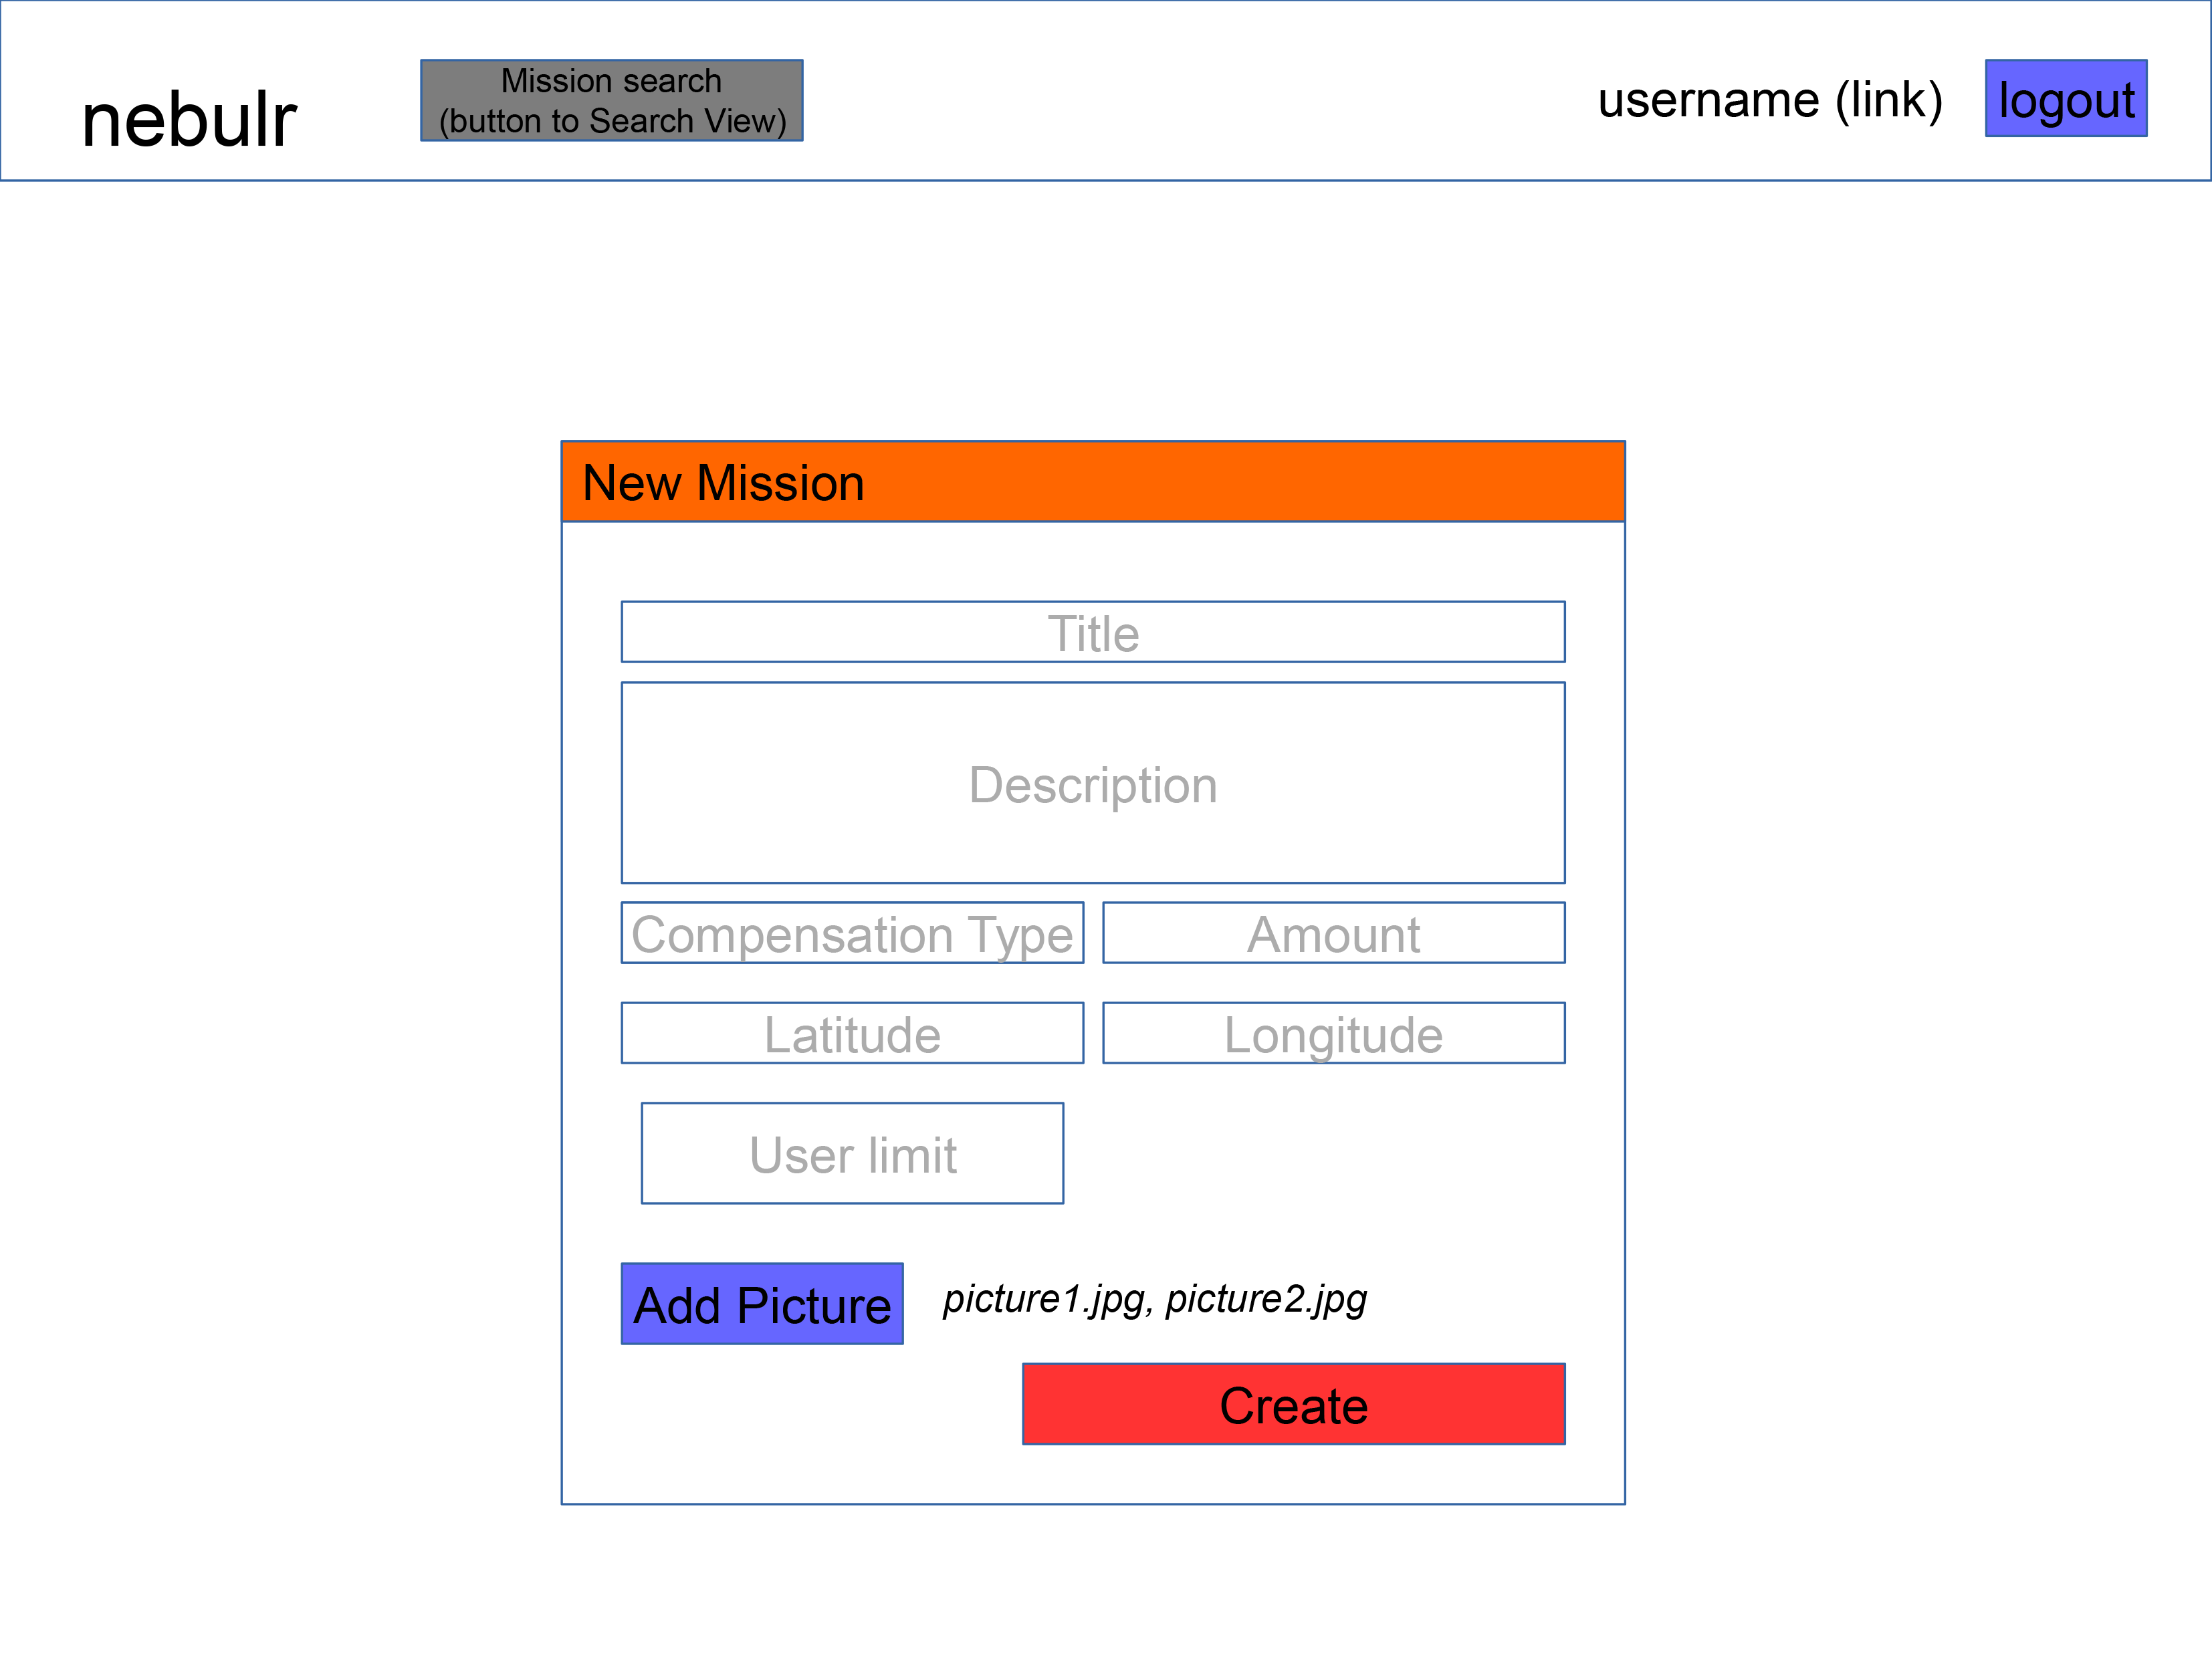 nebulr
Mission search
(button to Search View)
username (link)
logout
New Mission
Title
Description
Compensation Type
Amount
Latitude
Longitude
User limit
Add Picture
picture1.jpg, picture2.jpg
Create